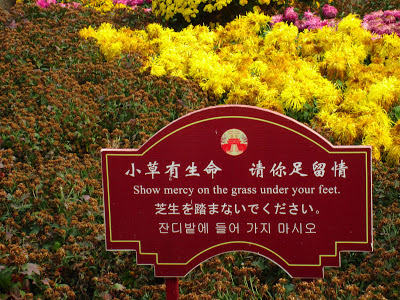 小草有生命 请你足留情
Show mercy on the grass under your feet.
芝生を踏まないでください。
잔디밭에 들어 가지 마시오